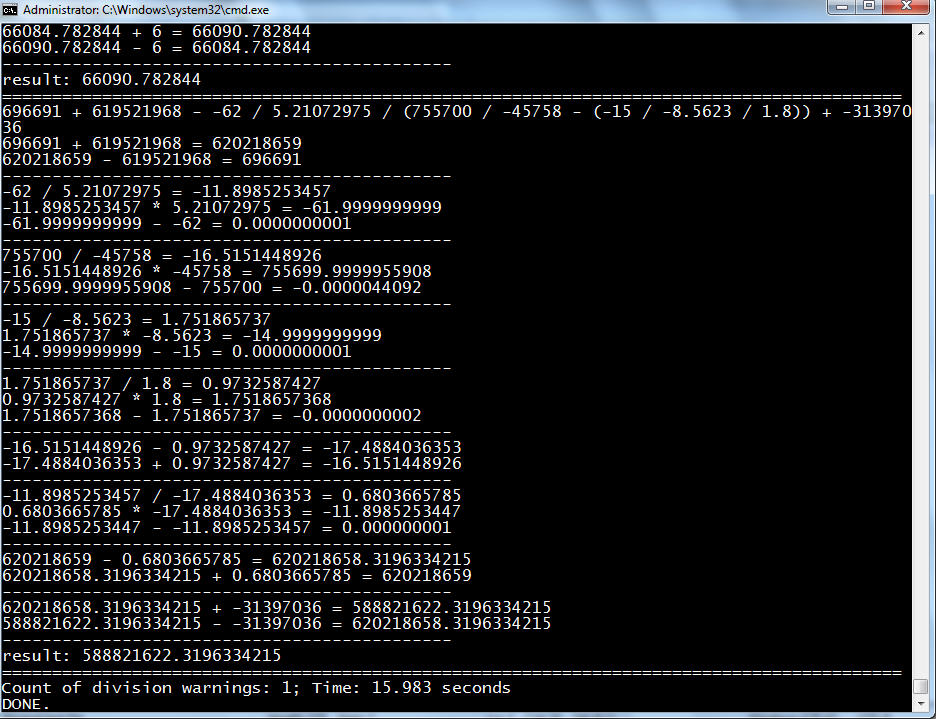 Administrator: C:\Windows\system32\cmd.exe
66084.782844 + 6 = 66090.782844
66090.782844 - 6 = 66084.782844
---------------------------------------------
result: 66090.782844
==========================================================================================
696691 + 619521968 - -62 / 5.21072975 / (755700 / -45758 - (-15 / -8.5623 / 1.8)) + -313970
36
696691 + 619521968 = 620218659
620218659 - 619521968 = 696691
---------------------------------------------
-62 / 5.21072975 = -11.8985253457
-11.8985253457 * 5.21072975 = -61.9999999999
-61.9999999999 - -62 = 0.0000000001
---------------------------------------------
755700 / -45758 = -16.5151448926
-16.5151448926 * -45758 = 755699.9999955908
755699.9999955908 - 755700 = -0.0000044092
---------------------------------------------
-15 / -8.5623 = 1.751865737
1.751865737 * -8.5623 = -14.9999999999
-14.9999999999 - -15 = 0.0000000001
---------------------------------------------
1.751865737 / 1.8 = 0.9732587427
0.9732587427 * 1.8 = 1.7518657368
1.7518657368 - 1.751865737 = -0.0000000002
---------------------------------------------
-16.5151448926 - 0.9732587427 = -17.4884036353
-17.4884036353 + 0.9732587427 = -16.5151448926
---------------------------------------------
-11.8985253457 / -17.4884036353 = 0.6803665785
0.6803665785 * -17.4884036353 = -11.8985253447
-11.8985253447 - -11.8985253457 = 0.000000001
---------------------------------------------
620218659 - 0.6803665785 = 620218658.3196334215
620218658.3196334215 + 0.6803665785 = 620218659
---------------------------------------------
620218658.3196334215 + -31397036 = 588821622.3196334215
588821622.3196334215 - -31397036 = 620218658.3196334215
---------------------------------------------
result: 588821622.3196334215
==========================================================================================
Count of division warnings: 1; Time: 15.983 seconds
DONE.